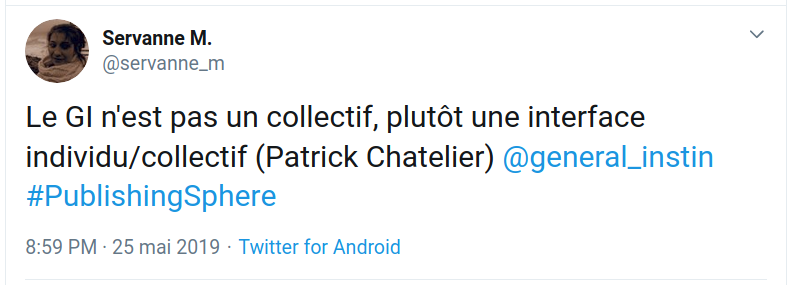 Servanne M.
@servanne_m
Le GI n'est pas un collectif, plutôt une interface
individu/collectif (Patrick Chatelier) @general_instin
#PublishingSphere
8:59 PM · 25 mai 2019 · Twitter for Android